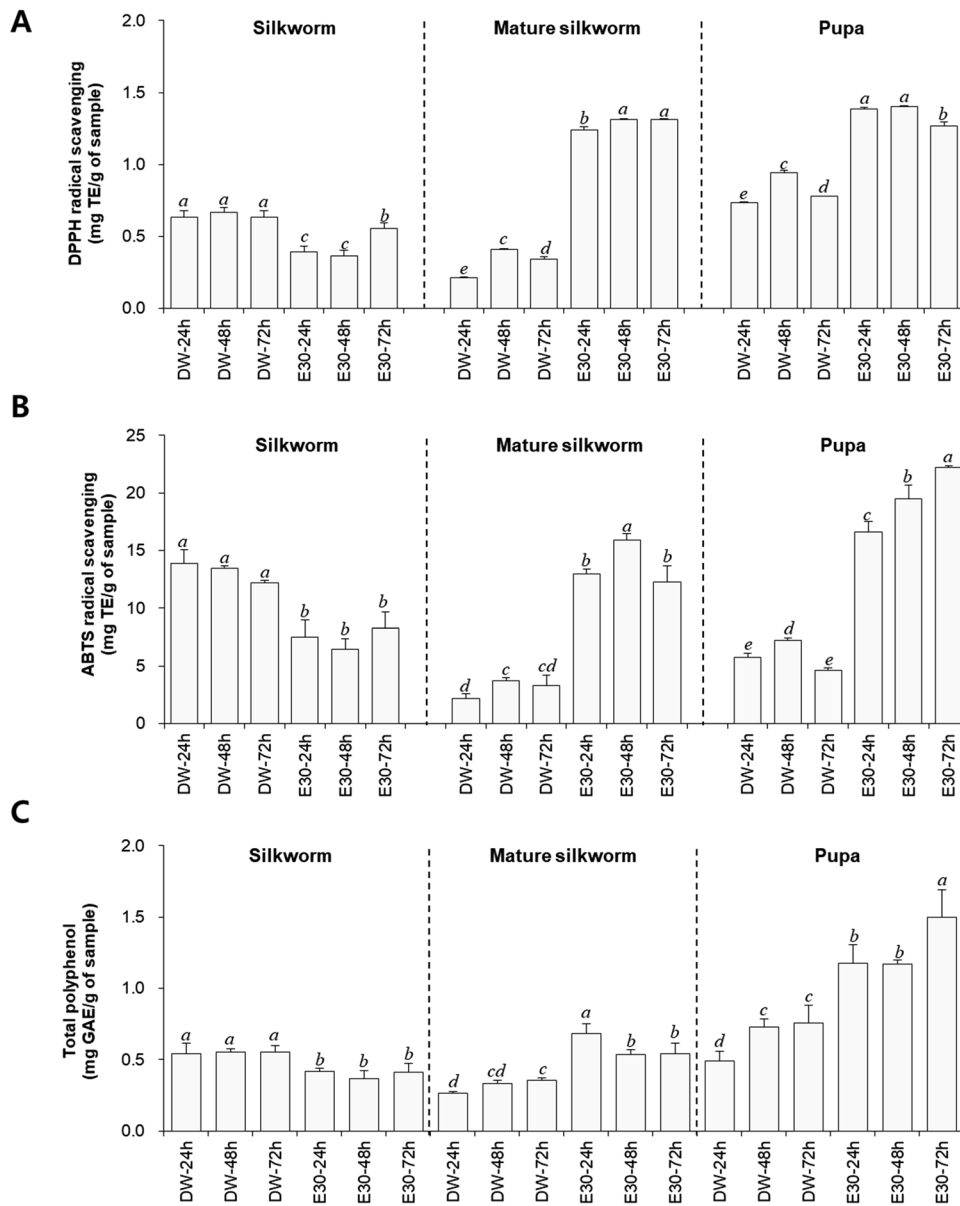 A
Silkworm
Mature silkworm
Pupa
DPPH radical scavenging
(mg TE/g of sample)
2.0
1.5
1.0
0.5
0.0
a a a c c b
e c d b a a
e c d a a b
DW-24h DW-48h DW-72h E30-24h E30-48h E30-72h
DW-24h DW-48h DW-72h E30-24h E30-48h E30-72h
DW-24h DW-48h DW-72h E30-24h E30-48h E30-72h
B
Silkworm
Mature silkworm
Pupa
ABTS radical scavenging
(mg TE/g of sample)
25
20
15
10
5
0
a a a b b b
d c cd b a b
e d e c b a
DW-24h DW-48h DW-72h E30-24h E30-48h E30-72h
DW-24h DW-48h DW-72h E30-24h E30-48h E30-72h
DW-24h DW-48h DW-72h E30-24h E30-48h E30-72h
C
Silkworm
Mature silkworm
Pupa
Total polyphenol
(mg GAE/g of sample)
2.0
1.5
1.0
0.5
0.0
a a a b b b
d cd c a b b
d c c b b a
DW-24h DW-48h DW-72h E30-24h E30-48h E30-72h
DW-24h DW-48h DW-72h E30-24h E30-48h E30-72h
DW-24h DW-48h DW-72h E30-24h E30-48h E30-72h